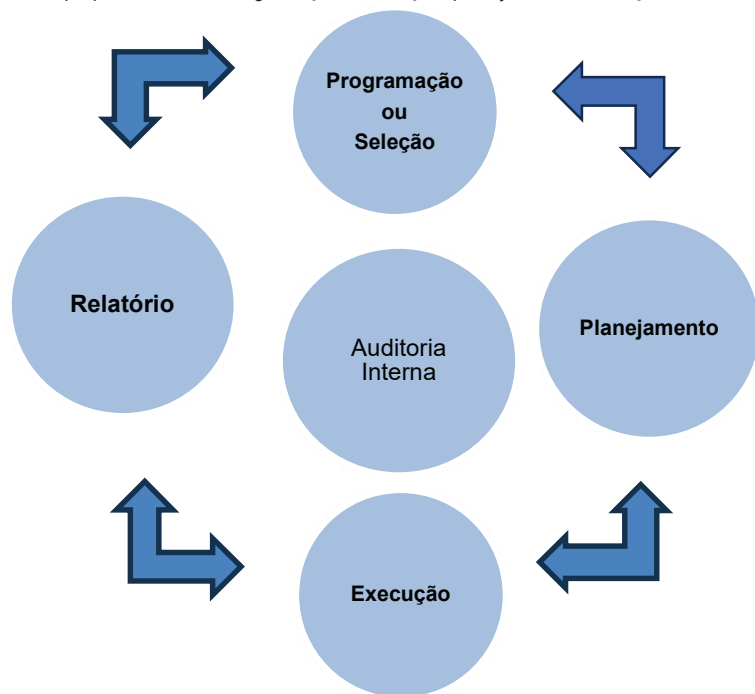 Programação
ou
Seleção
Relatório
Planejamento
Auditoria
Interna
Execução